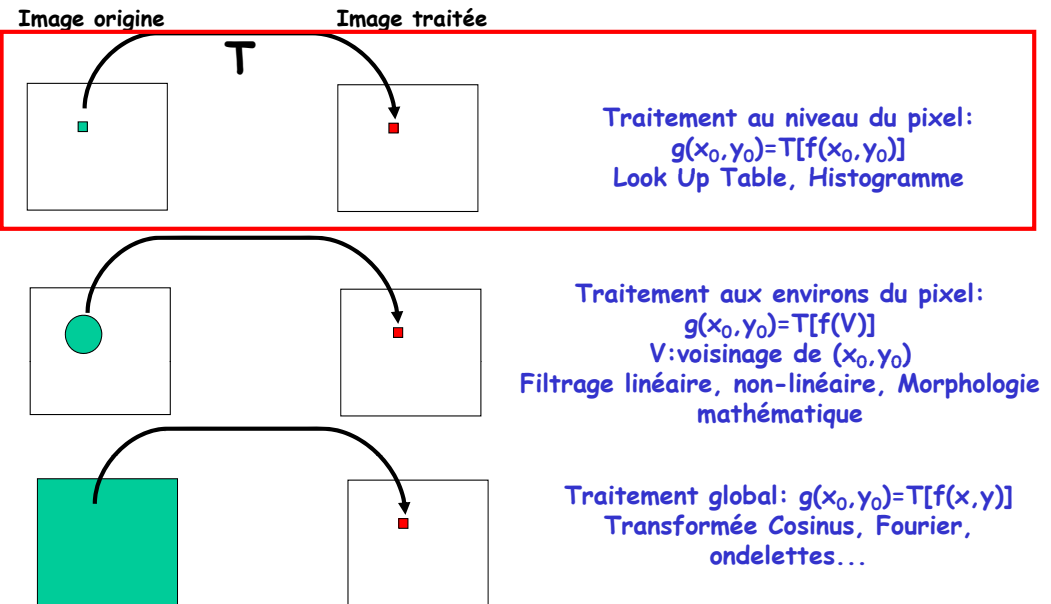 Image origine
Image traitée
T
Traitement au niveau du pixel:
g(x₀,y₀)=T[f(x₀,y₀)]
Look Up Table, Histogramme
Traitement aux environs du pixel:
g(x₀,y₀)=T[f(V)]
V:voisinage de (x₀,y₀)
Filtrage linéaire, non-linéaire, Morphologie
mathématique
Traitement global: g(x₀,y₀)=T[f(x,y)]
Transformée Cosinus, Fourier,
ondelettes...